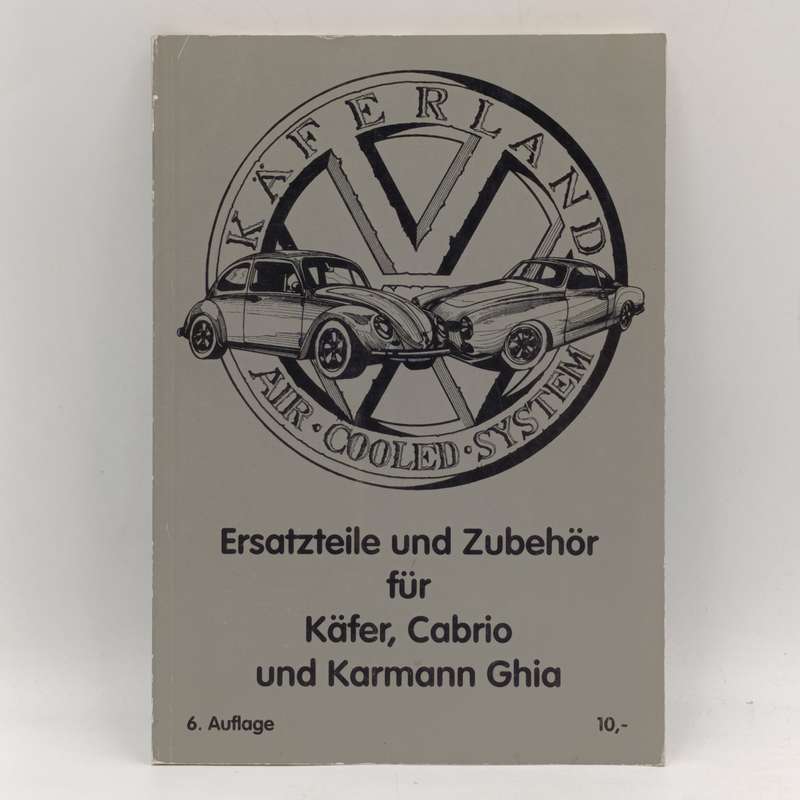 KÄFERLAND
AIR · COOLED · SYSTEM
Ersatzteile und Zubehör
für
Käfer, Cabrio
und Karmann Ghia
6. Auflage
10,-